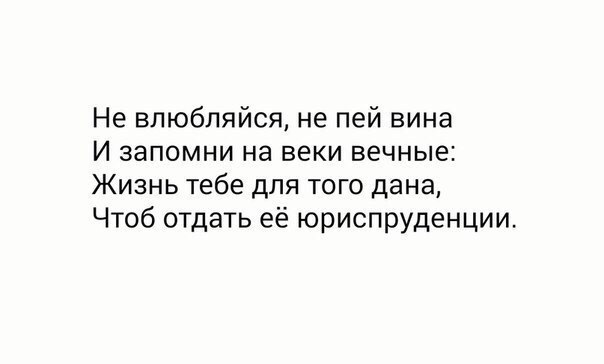 Не влюбляйся, не пей вина
И запомни на веки вечные:
Жизнь тебе для того дана,
Чтоб отдать её юриспруденции.